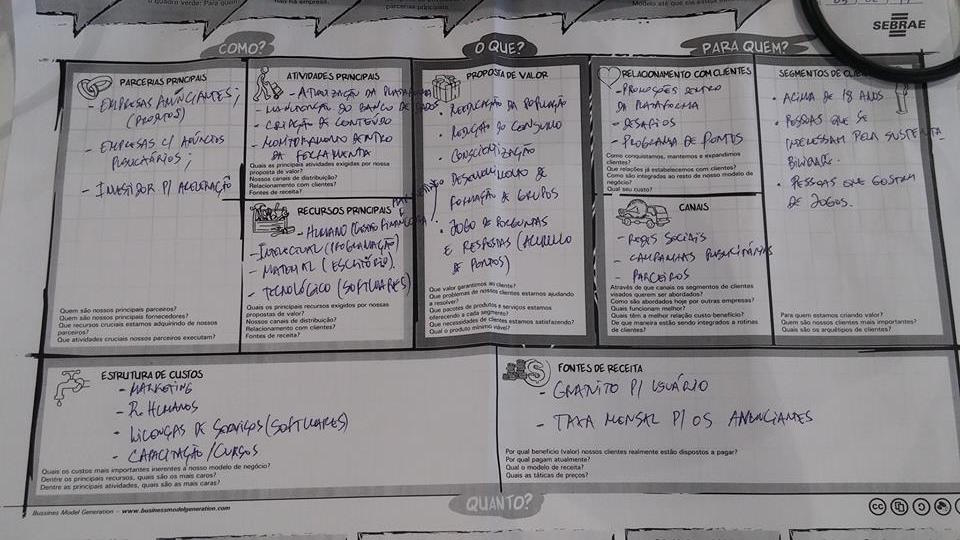 o quadro verde: Para quem
não há na empresa.
parcerias principais
SEBRAE
COMO?
O QUE?
PARA QUEM?
PARCERIAS PRINCIPAIS
- EMPRESAS ANUNCIANTES;
- EMPRESAS C/ ANÚNCIOS
- INVESTIDOR P/ ACELERAÇÃO
Quem são nossos principais parceiros?
Quem são nossos principais fornecedores?
Que recursos cruciais estamos adquirindo de nossos
parceiros?
Que atividades cruciais nossos parceiros executam?
ATIVIDADES PRINCIPAIS
- ATUALIZAÇÃO DA PLATAFORMA
- MANUTENÇÃO DO BANCO DE DADOS
- CRIAÇÃO DE CONTEÚDO
- MONITORAMENTO DENTRO
DA FERRAMENTA
Quais as principais atividades exigidas por nossa
proposta de valor?
Nossos canais de distribuição?
Relacionamento com clientes?
Fontes de receita?
RECURSOS PRINCIPAIS
- HUMANO
- INTELECTUAL (PROGRAMAÇÃO)
- MATERIAL (ESCRITÓRIO)
- TECNOLÓGICO (SOFTWARES)
Quais os principais recursos exigidos por nossas
propostas de valor?
Nossos canais de distribuição?
Relacionamento com clientes?
Fontes de receita?
PROPOSTA DE VALOR
DA POPULAÇÃO
- REDUÇÃO DO CONSUMO
DESENVOLVIMENTO DE
FORMAÇÃO DE GRUPOS
- JOGO DE PERGUNTAS
E RESPOSTAS (ACÚMULO
DE PONTOS)
Que valor garantimos ao cliente?
Que problemas de nossos clientes estamos ajudando
a resolver?
Que pacotes de produtos e serviços estamos
oferecendo a cada segmento?
Que necessidades de clientes estamos satisfazendo?
Qual o produto mínimo viável?
RELACIONAMENTO COM CLIENTES
- PROMOÇÕES DENTRO
DA PLATAFORMA
- DESAFIOS
- PROGRAMA DE PONTOS
Como conquistamos, mantemos e expandimos
clientes?
Que relações já estabelecemos com clientes?
Como são integradas ao resto de nosso modelo de
negócio?
Qual seu custo?
CANAIS
- REDES SOCIAIS
- CAMPANHAS PUBLICITÁRIAS
- PARCEIROS
Através de que canais os segmentos de clientes
visados querem ser abordados?
Como são abordados hoje por outras empresas?
Quais funcionam melhor?
Quais têm a melhor relação custo benefício?
De que maneira estão sendo integrados a rotinas
de clientes?
SEGMENTOS DE
• ACIMA DE 18 ANOS
• PESSOAS QUE SE
INTERESSAM PELA SUSTENTA-
BILIDADE.
• PESSOAS QUE GOSTAM
DE JOGOS.
Para quem estamos criando valor?
Quem são nossos clientes mais importantes?
Quais são os arquétipos de clientes?
ESTRUTURA DE CUSTOS
- MARKETING
- R. HUMANOS
- LICENÇAS DE SERVIÇOS (SOFTWARES)
- CAPACITAÇÃO/CURSOS
Quais os custos mais importantes inerentes a nosso modelo de negócio?
Dentre os principais recursos, quais são os mais caros?
Dentre as principais atividades, quais são as mais caras?
FONTES DE RECEITA
P/ USUÁRIO
- TAXA MENSAL P/ OS ANUNCIANTES
Por qual benefício (valor) nossos clientes realmente estão dispostos a pagar?
Por qual pagam atualmente?
Qual o modelo de receita?
Quais as táticas de preços?
QUANTO?
Bussines Model Generation – www.businessmodelgeneration.com